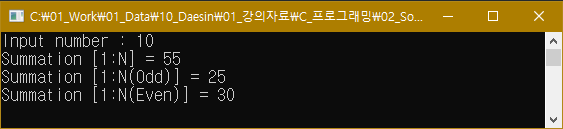 C:₩01_Work₩01_Data₩10_Daesin₩01_강의자료₩C_프로그래밍₩02_So...
Input number : 10
Summation [1:N] = 55
Summation [1:N(Odd)] = 25
Summation [1:N(Even)] = 30